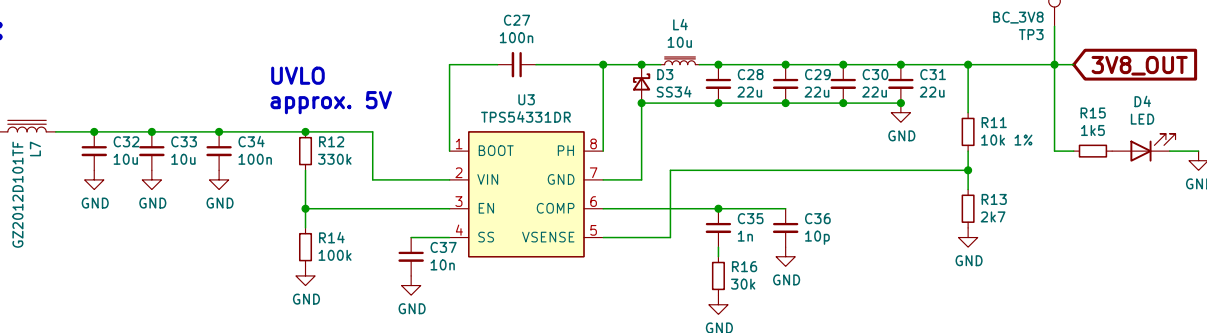 :
UVLO
approx. 5V
GZ2012D101TF
L7
C32
10u
C33
10u
C34
100n
GND
GND
GND
R12
330k
R14
100k
GND
C37
10n
GND
C27
100n
U3
TPS54331DR
1
BOOT
2
VIN
3
EN
4
SS
PH
8
GND
7
COMP
6
VSENSE
5
D3
SS34
L4
10u
C28
22u
C29
22u
C30
22u
C31
22u
GND
C35
1n
R16
30k
GND
C36
10p
GND
R11
10k 1%
R13
2k7
GND
BC_3V8
TP3
3V8_OUT
R15
1k5
D4
LED
GND